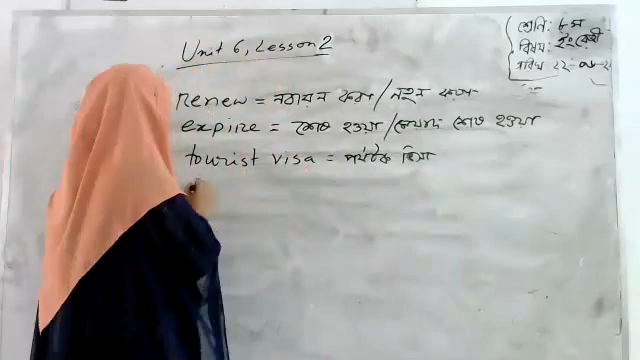 Unit 6, Lesson 2
শ্রেনি: ৮ম
বিষয়: ইংরেজী
তারিখ
renew = নবায়ন করা / নতুন করা
expire = শেষ হওয়া / মেয়াদ শেষ হওয়া
tourist visa = পর্যটক ভিসা